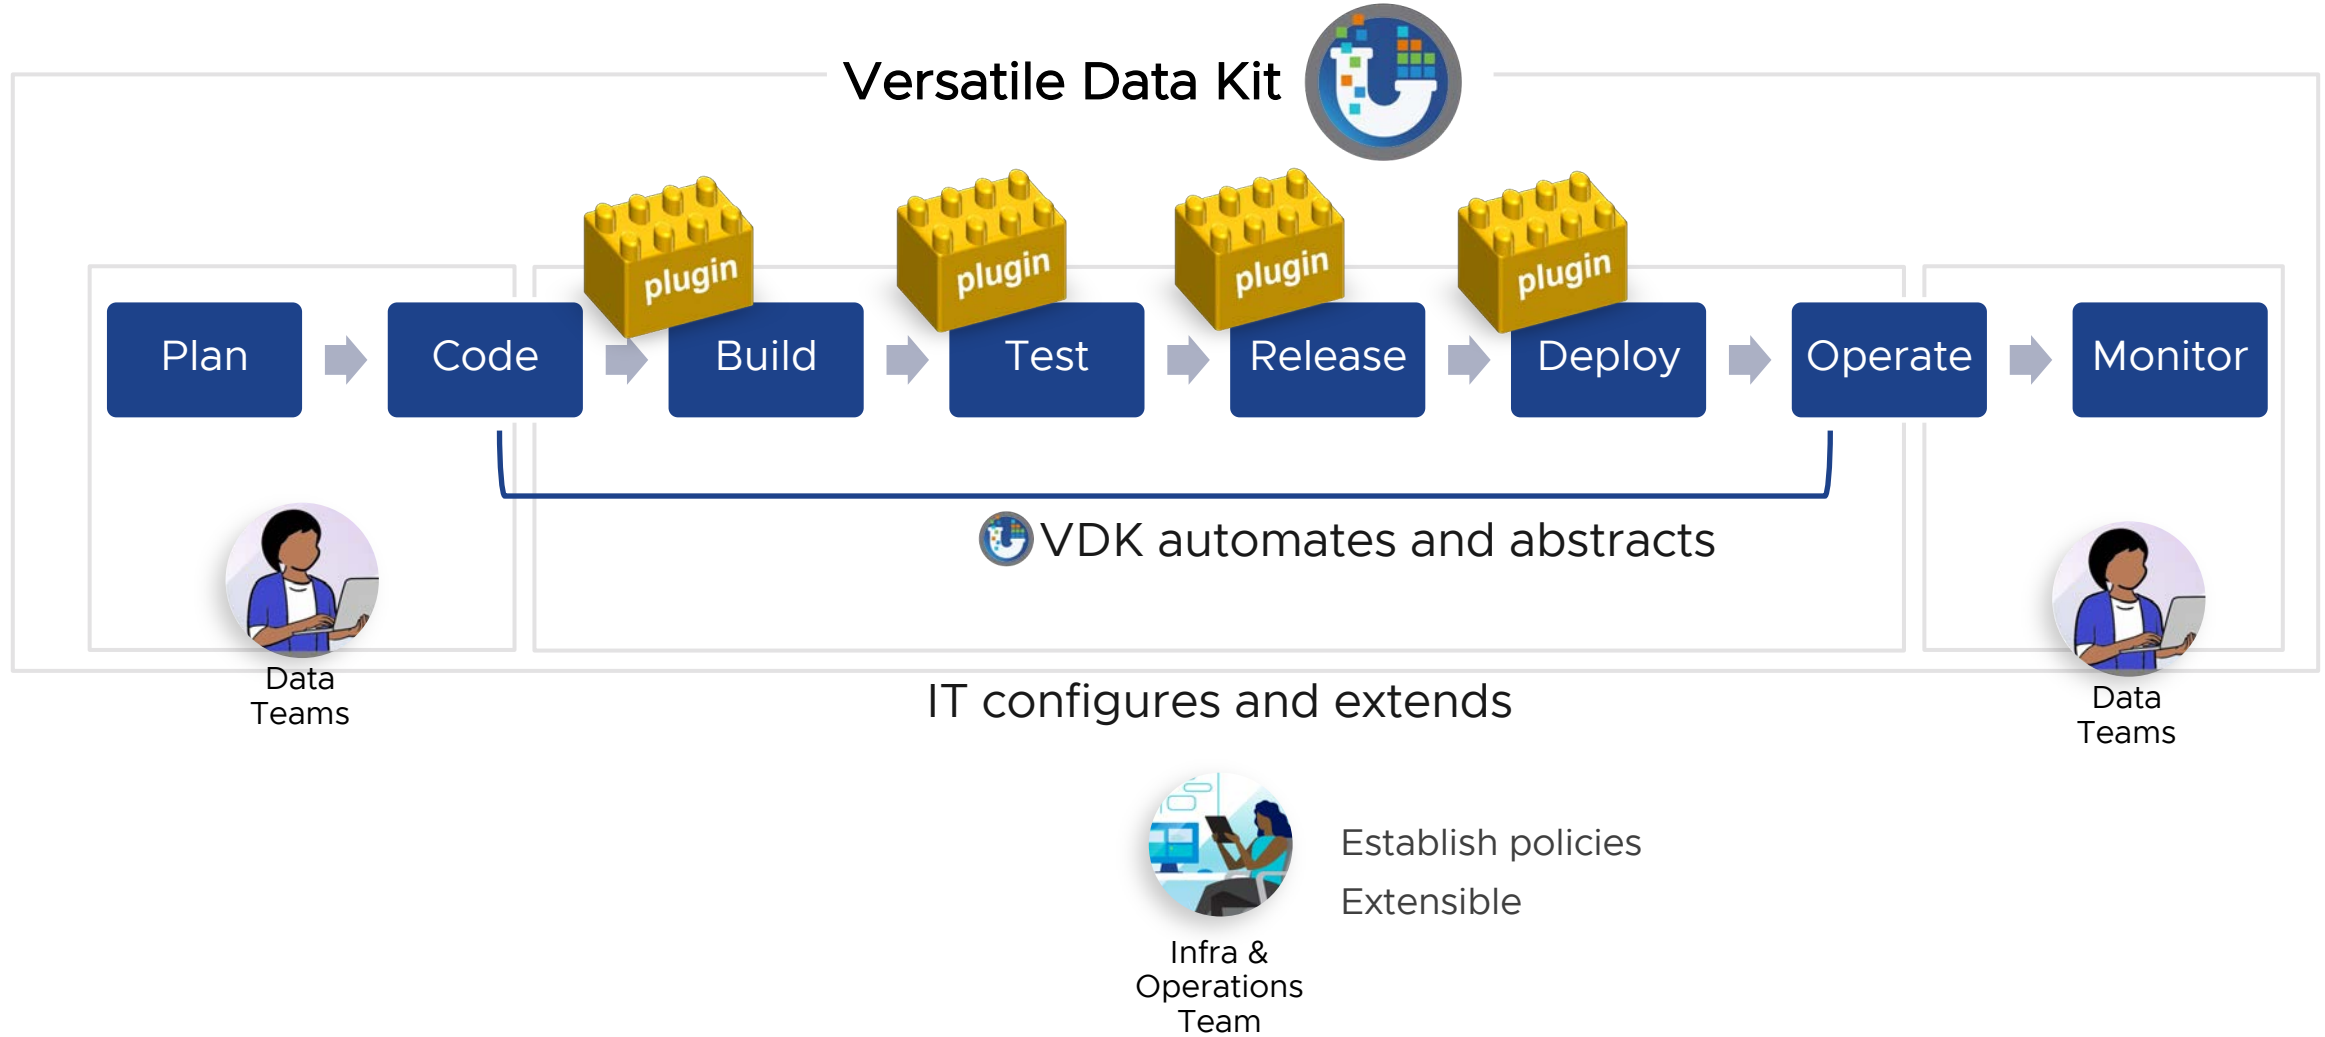 Versatile Data Kit
plugin
plugin
plugin
plugin
Plan
Code
Build
Test
Release
Deploy
Operate
Monitor
VDK automates and abstracts
Data
Teams
Data
Teams
IT configures and extends
Establish policies
Extensible
Infra &
Operations
Team